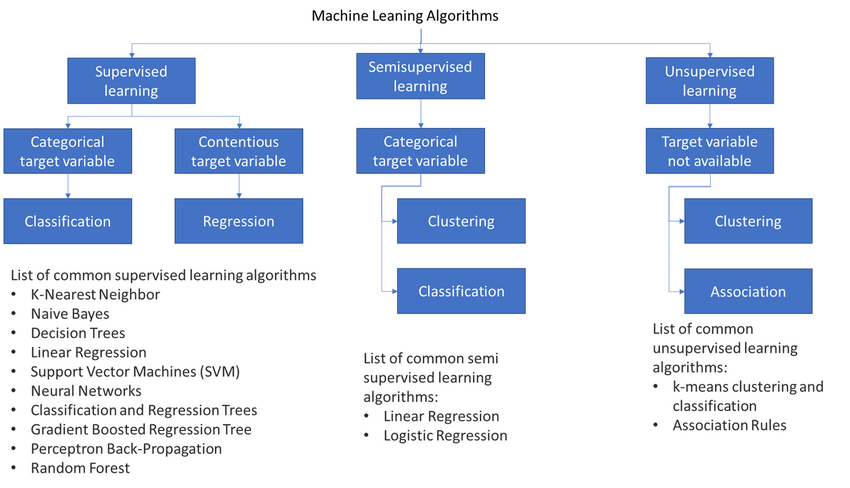 Machine Leaning Algorithms
Supervised
learning
Semisupervised
learning
Unsupervised
learning
Categorical
target variable
Contentious
target variable
Categorical
target variable
Target variable
not available
Classification
Regression
Clustering
Clustering
Classification
Association
List of common supervised learning algorithms
• K-Nearest Neighbor
• Naive Bayes
• Decision Trees
• Linear Regression
• Support Vector Machines (SVM)
• Neural Networks
• Classification and Regression Trees
• Gradient Boosted Regression Tree
• Perceptron Back-Propagation
• Random Forest
List of common semi
supervised learning
algorithms:
• Linear Regression
• Logistic Regression
List of common
unsupervised learning
algorithms:
• k-means clustering and
classification
• Association Rules